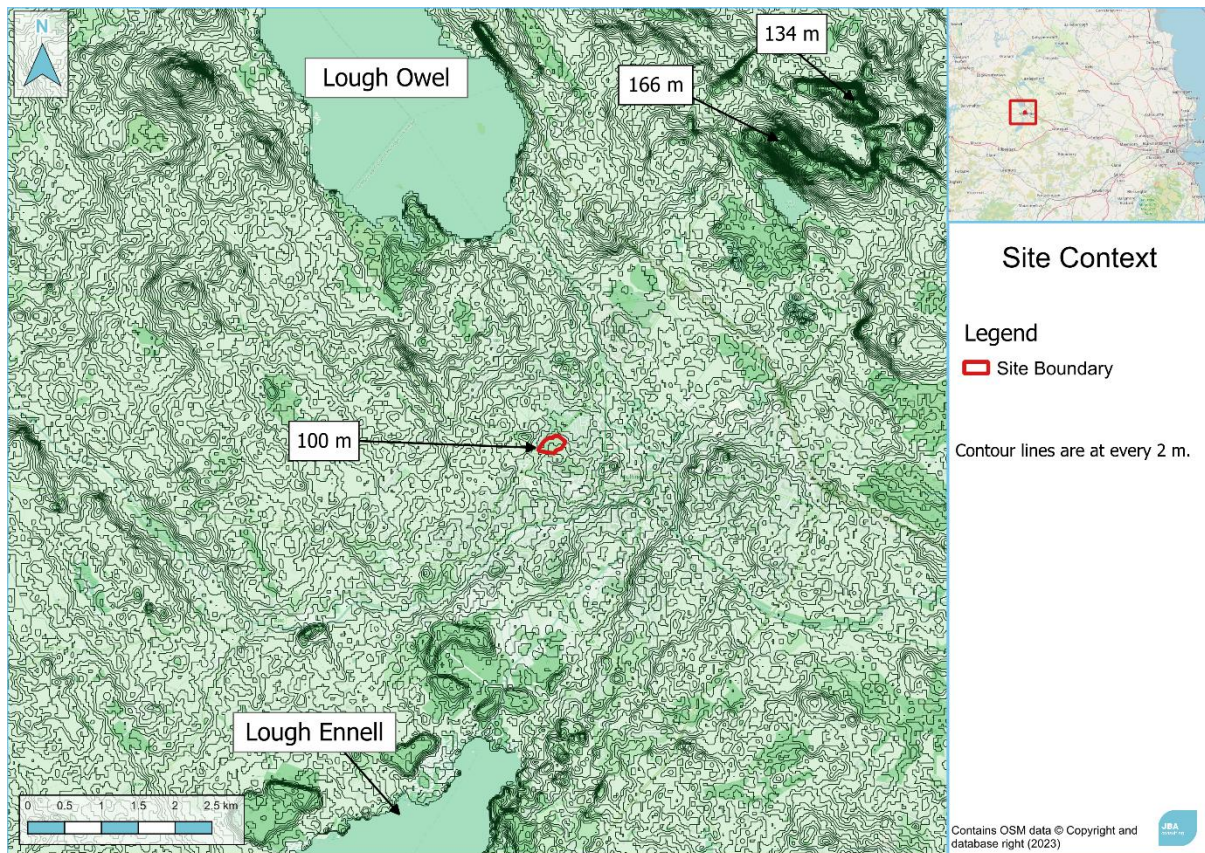 N
Lough Owel
134 m
166 m
100 m
Lough Ennell
0 0.5 1 1.5 2 2.5 km
Site Context
Legend
Site Boundary
Contour lines are at every 2 m.
Contains OSM data © Copyright and
database right (2023)
JBA